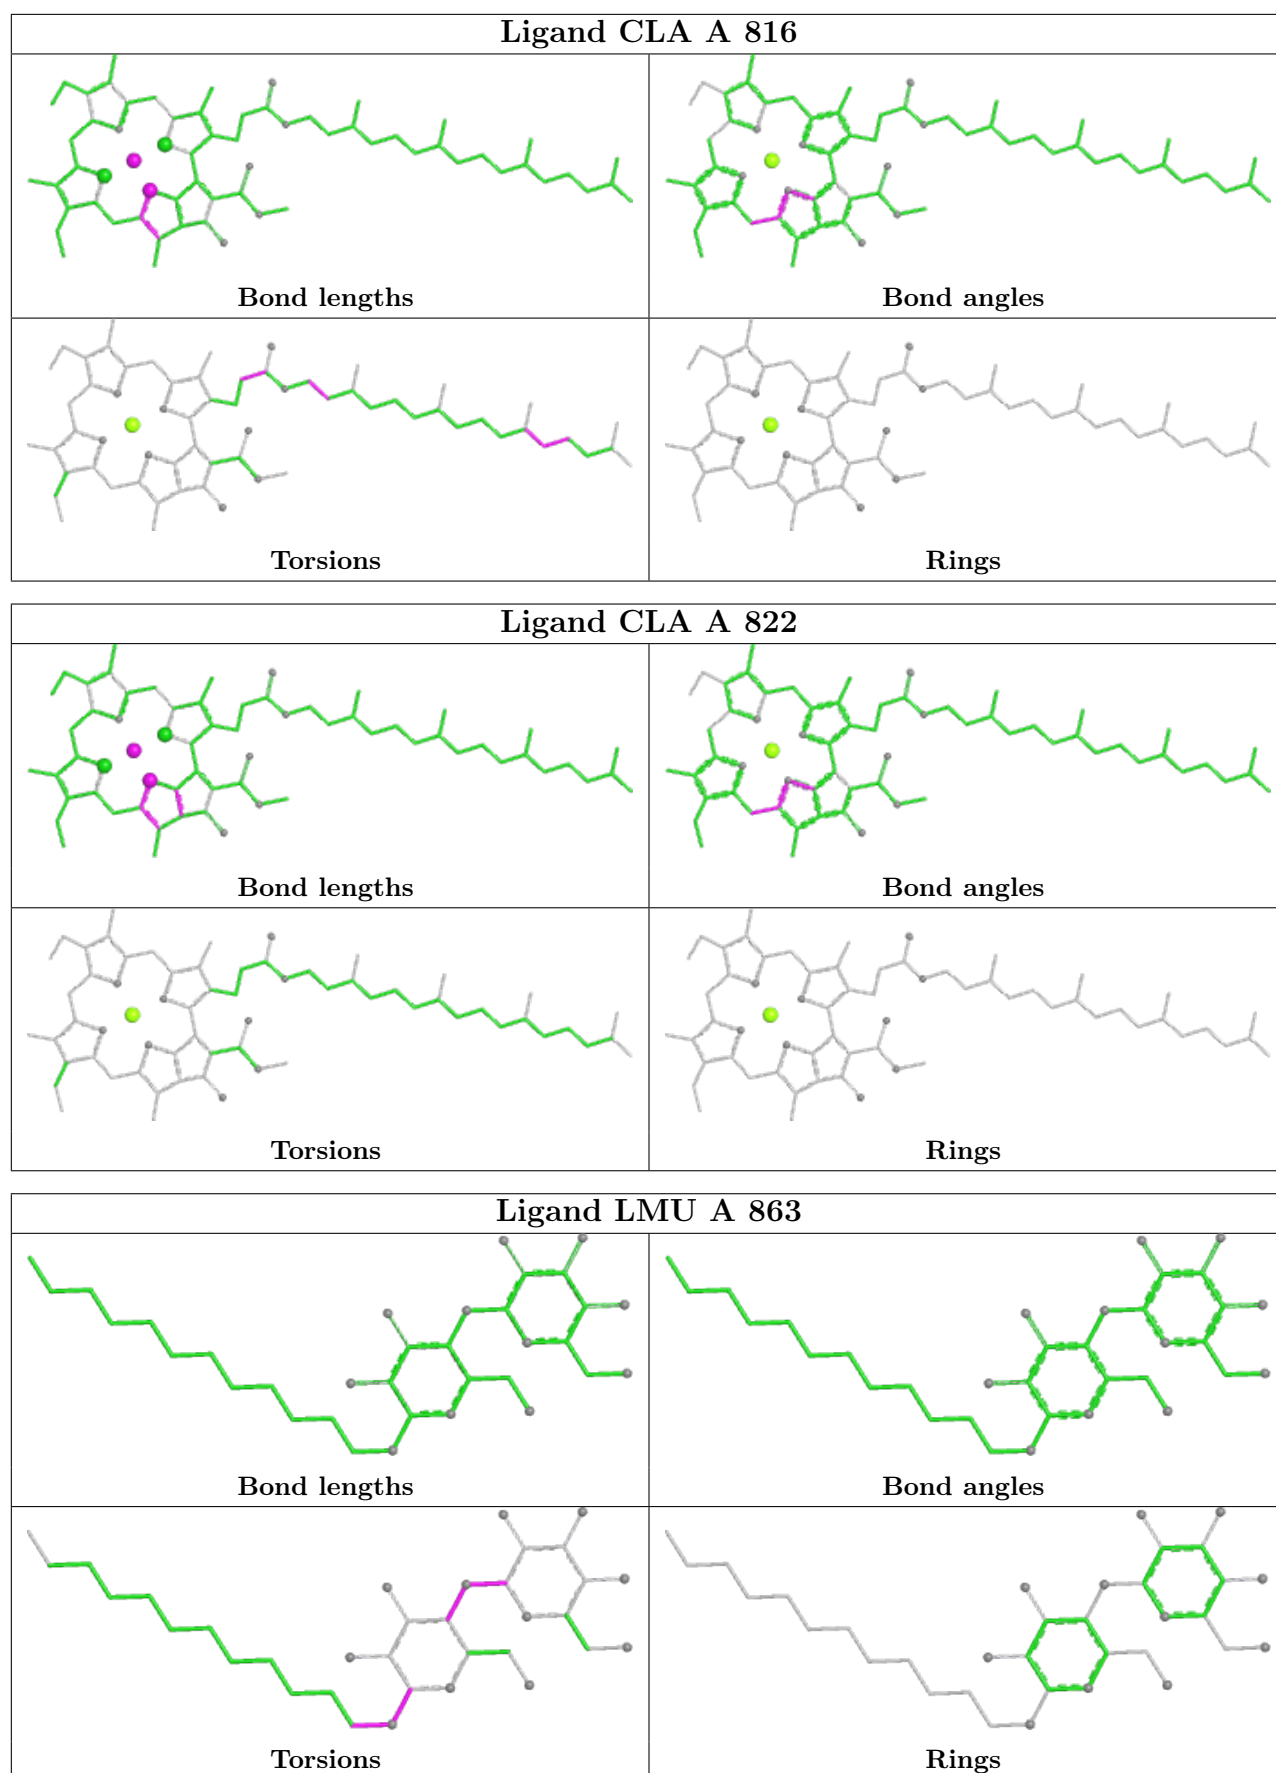 Ligand CLA A 816
Bond lengths
Bond angles
Torsions
Rings
Ligand CLA A 822
Bond lengths
Bond angles
Torsions
Rings
Ligand LMU A 863
Bond lengths
Bond angles
Torsions
Rings